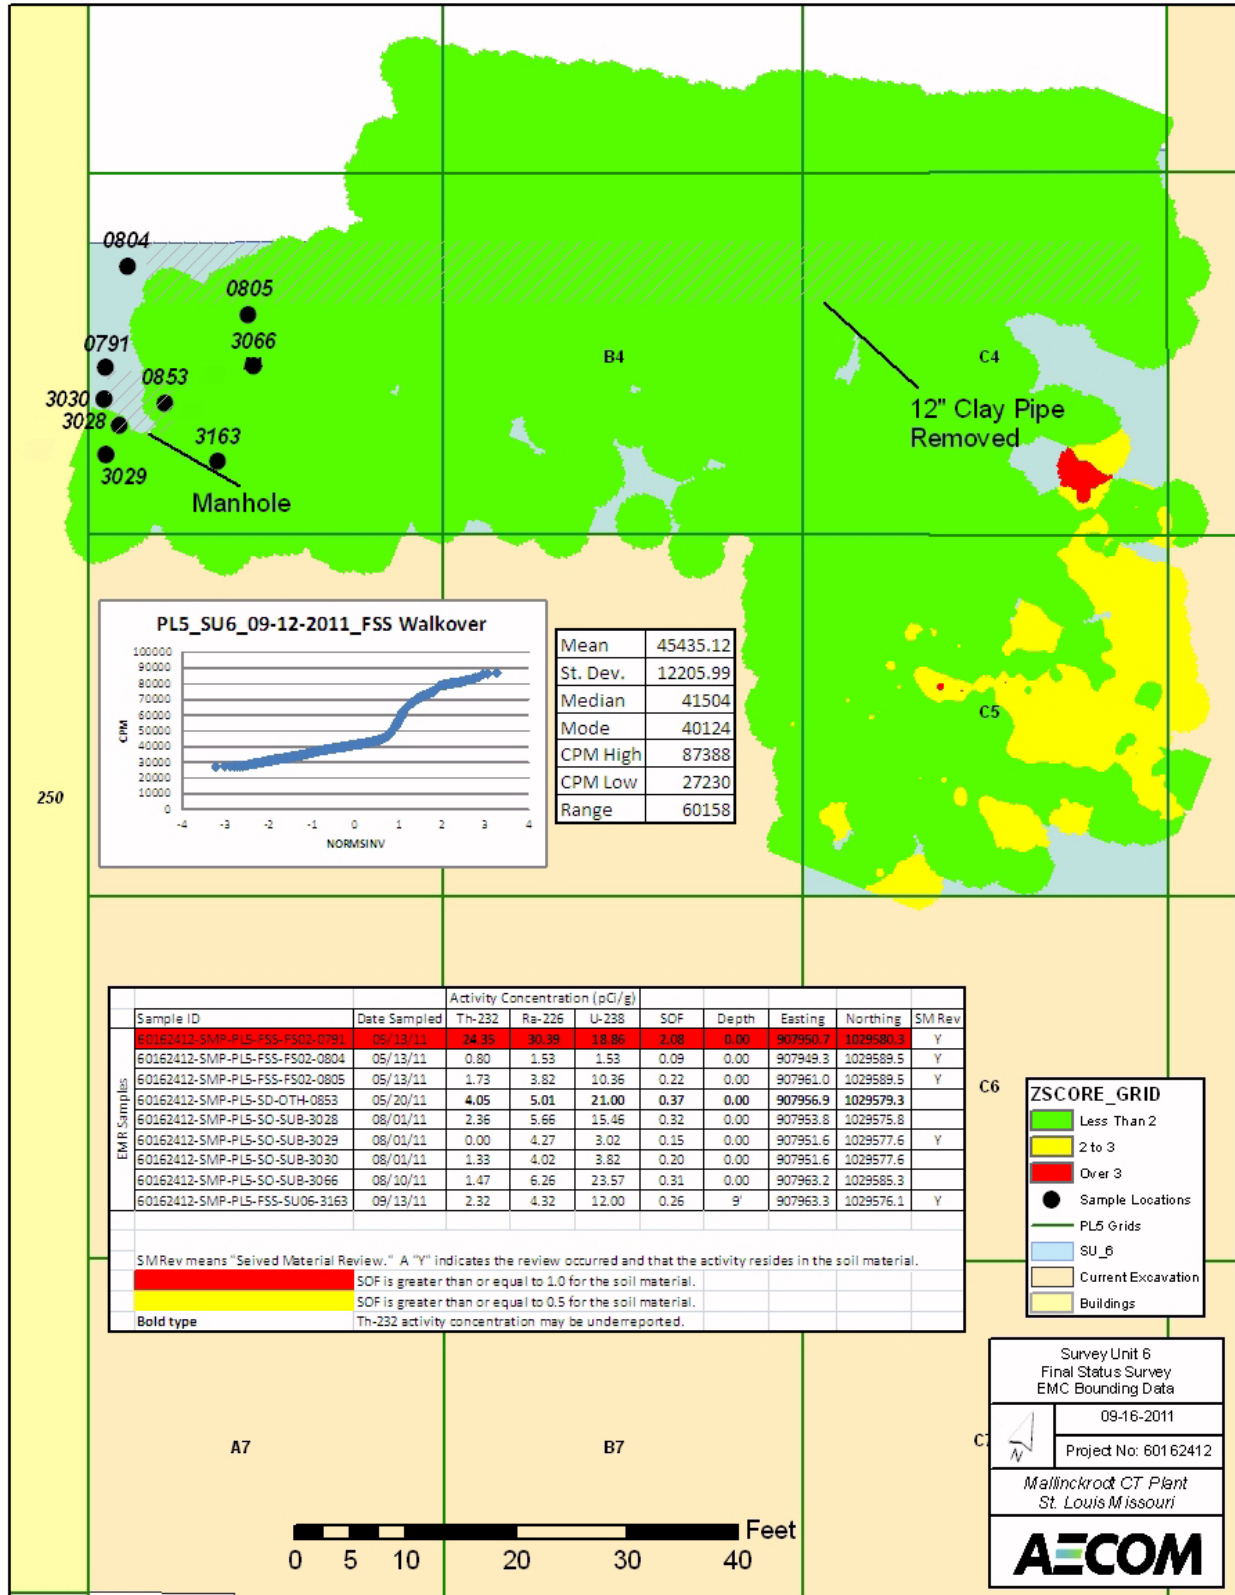 0804
0805
0791
3066
0853
3030
3028
3163
3029
Manhole
B4
C4
12" Clay Pipe
Removed
PL5_SU6_09-12-2011_FSS Walkover
100000
90000
80000
70000
60000
50000
40000
30000
20000
10000
0
CPM
-4 -3 -2 -1 0 1 2 3 4
NORMSINV
Mean 45435.12
St. Dev. 12205.99
Median 41504
Mode 40124
CPM High 87388
CPM Low 27230
Range 60158
C5
250
Activity Concentration (pCi/g)
Sample ID Date Sampled Th-232 Ra-226 U-238 SOF Depth Easting Northing SM Rev
EMR Samples
60162412-SMP-PL5-FSS-FS02-0791 05/13/11 24.35 30.39 18.86 2.08 0.00 907950.7 1029580.3 Y
60162412-SMP-PL5-FSS-FS02-0804 05/13/11 0.80 1.53 1.53 0.09 0.00 907949.3 1029589.5 Y
60162412-SMP-PL5-FSS-FS02-0805 05/13/11 1.73 3.82 10.36 0.22 0.00 907961.0 1029589.5 Y
60162412-SMP-PL5-SD-OTH-0853 05/20/11 4.05 5.01 21.00 0.37 0.00 907956.9 1029579.3
60162412-SMP-PL5-SO-SUB-3028 08/01/11 2.36 5.66 15.46 0.32 0.00 907953.8 1029575.8
60162412-SMP-PL5-SO-SUB-3029 08/01/11 0.00 4.27 3.02 0.15 0.00 907951.6 1029577.6 Y
60162412-SMP-PL5-SO-SUB-3030 08/01/11 1.33 4.02 3.82 0.20 0.00 907951.6 1029577.6
60162412-SMP-PL5-SO-SUB-3066 08/10/11 1.47 6.26 23.57 0.31 0.00 907963.2 1029585.3
60162412-SMP-PL5-FSS-SU06-3163 09/13/11 2.32 4.32 12.00 0.26 9' 907963.3 1029576.1 Y
SMRev means "Seived Material Review." A "Y" indicates the review occurred and that the activity resides in the soil material.
SOF is greater than or equal to 1.0 for the soil material.
SOF is greater than or equal to 0.5 for the soil material.
Bold type Th-232 activity concentration may be underreported.
C6
ZSCORE_GRID
Less Than 2
2 to 3
Over 3
Sample Locations
PL5 Grids
SU_6
Current Excavation
Buildings
A7
B7
Survey Unit 6
Final Status Survey
EMC Bounding Data
N
09-16-2011
Project No: 60162412
Mallinckrodt CT Plant
St. Louis Missouri
AECOM
Feet
0 5 10 20 30 40